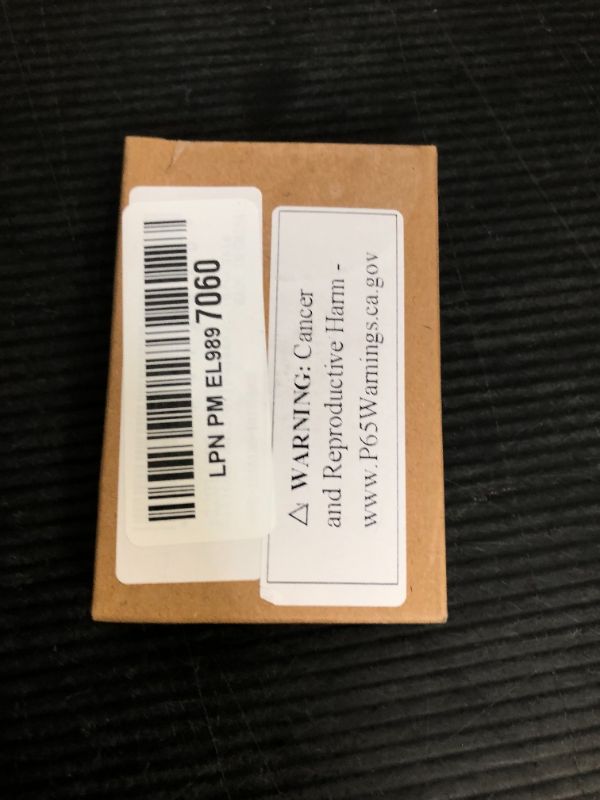 LPN PM EL989 7060
⚠ WARNING: Cancer
and Reproductive Harm -
www.P65Warnings.ca.gov